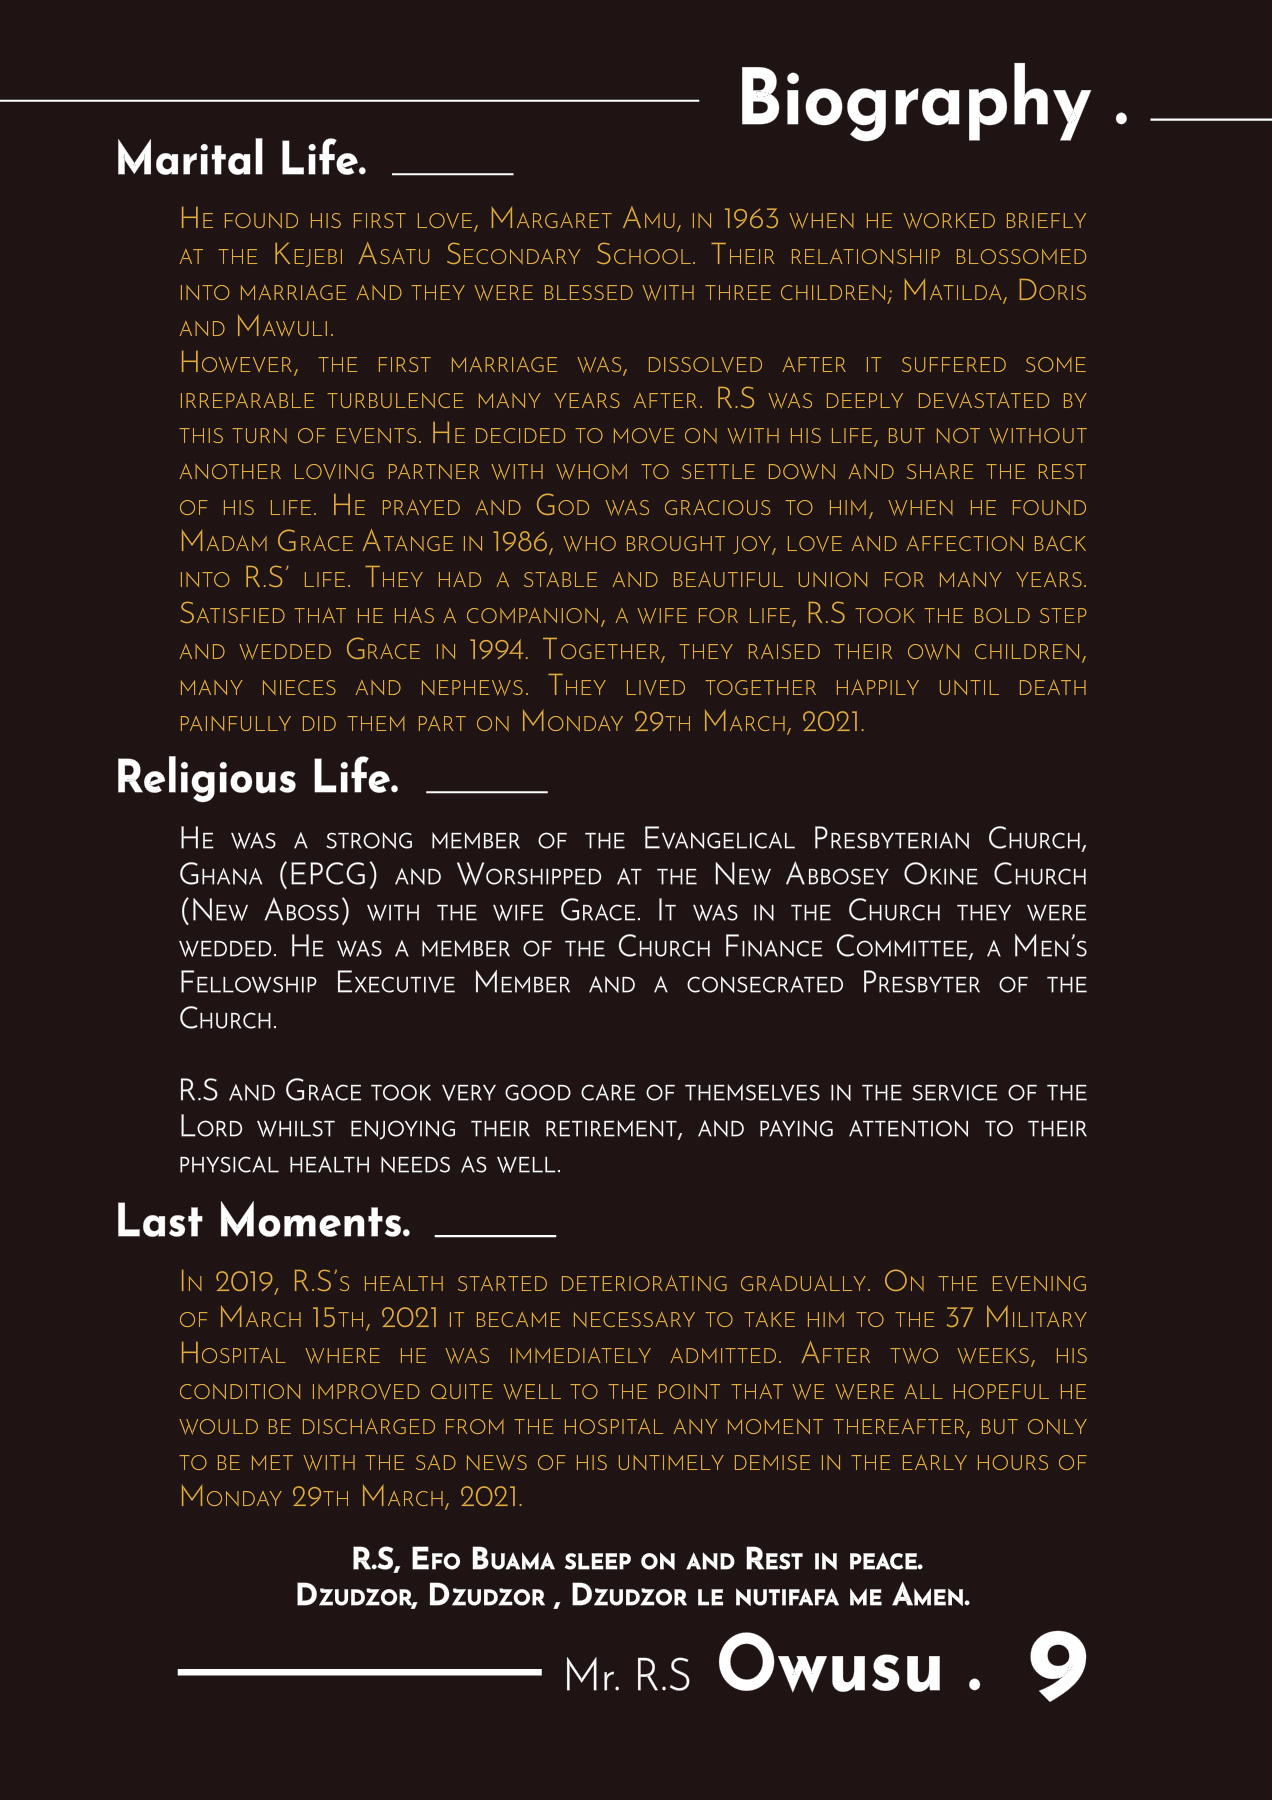 Biography .
Marital Life.
He found his first love, Margaret Amu, in 1963 when he worked briefly
at the Kejebi Asatu Secondary School. Their relationship blossomed
into marriage and they were blessed with three children; Matilda, Doris
and Mawuli.
However, the first marriage was, dissolved after it suffered some
irreparable turbulence many years after. R.S was deeply devastated by
this turn of events. He decided to move on with his life, but not without
another loving partner with whom to settle down and share the rest
of his life. He prayed and God was gracious to him, when he found
Madam Grace Atange in 1986, who brought joy, love and affection back
into R.S’ life. They had a stable and beautiful union for many years.
Satisfied that he has a companion, a wife for life, R.S took the bold step
and wedded Grace in 1994. Together, they raised their own children,
many nieces and nephews. They lived together happily until death
painfully did them part on Monday 29th March, 2021.
Religious Life.
He was a strong member of the Evangelical Presbyterian Church,
Ghana (EPCG) and Worshipped at the New Abbosey Okine Church
(New Aboss) with the wife Grace. It was in the Church they were
wedded. He was a member of the Church Finance Committee, a Men’s
Fellowship Executive Member and a consecrated Presbyter of the
Church.
R.S and Grace took very good care of themselves in the service of the
Lord whilst enjoying their retirement, and paying attention to their
physical health needs as well.
Last Moments.
In 2019, R.S’s health started deteriorating gradually. On the evening
of March 15th, 2021 it became necessary to take him to the 37 Military
Hospital where he was immediately admitted. After two weeks, his
condition improved quite well to the point that we were all hopeful he
would be discharged from the hospital any moment thereafter, but only
to be met with the sad news of his untimely demise in the early hours of
Monday 29th March, 2021.
R.S, Efo Buama sleep on and Rest in peace.
Dzudzor, Dzudzor , Dzudzor le nutifafa me Amen.
Mr. R.S Owusu . 9